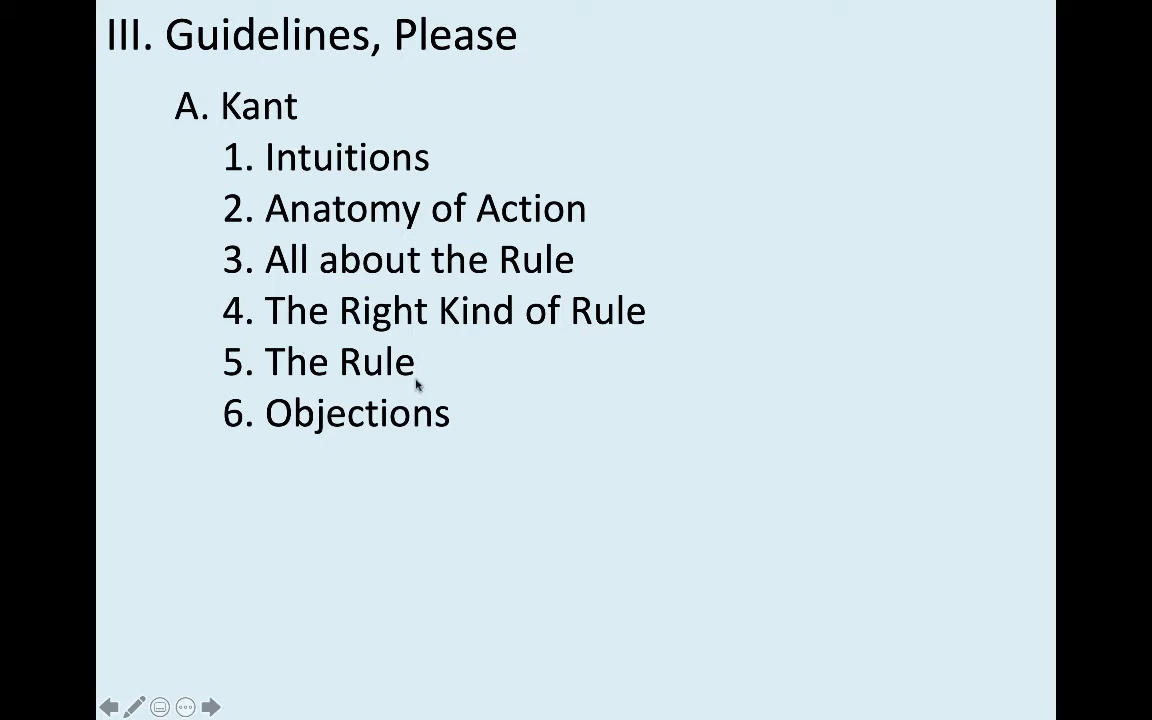 III. Guidelines, Please
A. Kant
1. Intuitions
2. Anatomy of Action
3. All about the Rule
4. The Right Kind of Rule
5. The Rule
6. Objections